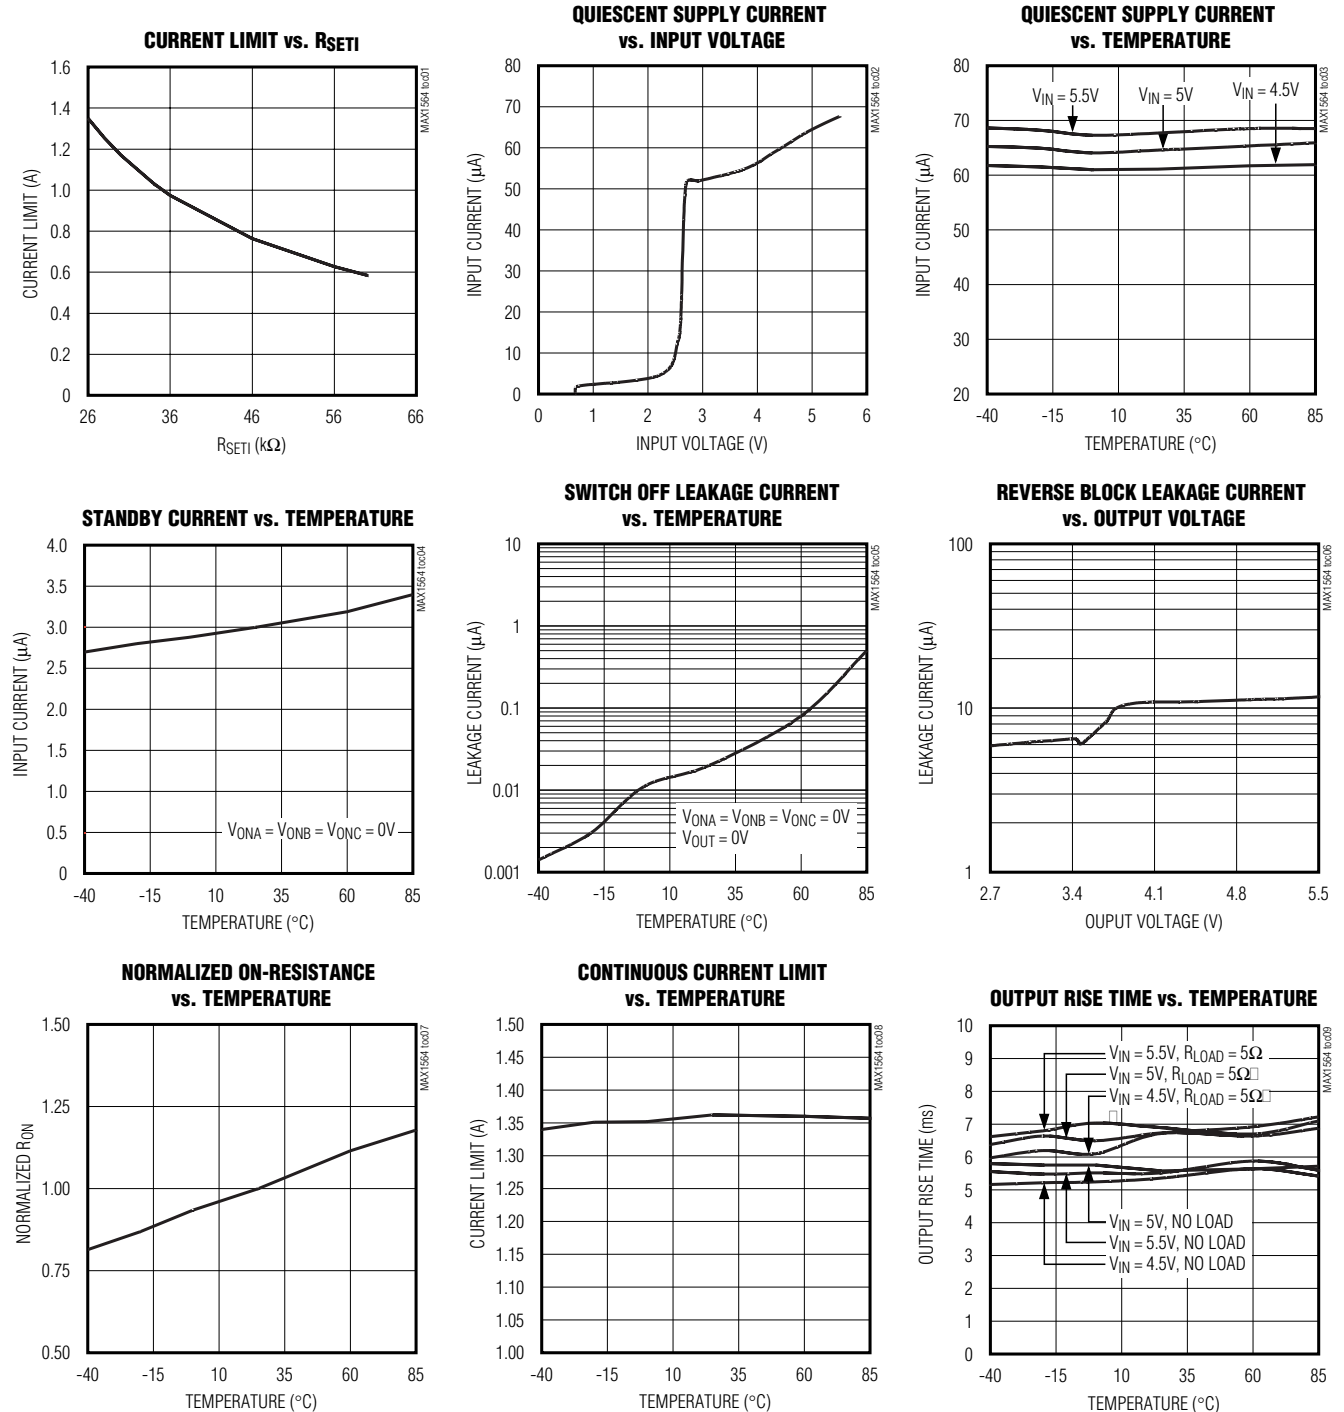 CURRENT LIMIT vs. RSETI
1.6
1.4
1.2
1.0
0.8
0.6
0.4
0.2
0
26 36 46 56 66
RSETI (kΩ)
CURRENT LIMIT (A)
MAX1564 toc01
QUIESCENT SUPPLY CURRENT
vs. INPUT VOLTAGE
80
70
60
50
40
30
20
10
0
0 1 2 3 4 5 6
INPUT VOLTAGE (V)
INPUT CURRENT (µA)
MAX1564 toc02
QUIESCENT SUPPLY CURRENT
vs. TEMPERATURE
80
70
60
50
40
30
20
-40 -15 10 35 60 85
TEMPERATURE (°C)
INPUT CURRENT (µA)
VIN = 5.5V
VIN = 5V
VIN = 4.5V
MAX1564 toc03
STANDBY CURRENT vs. TEMPERATURE
4.0
3.5
3.0
2.5
2.0
1.5
1.0
0.5
0
-40 -15 10 35 60 85
TEMPERATURE (°C)
INPUT CURRENT (µA)
VONA = VONB = VONC = 0V
MAX1564 toc04
SWITCH OFF LEAKAGE CURRENT
vs. TEMPERATURE
10
1
0.1
0.01
0.001
-40 -15 10 35 60 85
TEMPERATURE (°C)
LEAKAGE CURRENT (µA)
VONA = VONB = VONC = 0V
VOUT = 0V
MAX1564 toc05
REVERSE BLOCK LEAKAGE CURRENT
vs. OUTPUT VOLTAGE
100
10
1
2.7 3.4 4.1 4.8 5.5
OUPUT VOLTAGE (V)
LEAKAGE CURRENT (µA)
MAX1564 toc06
NORMALIZED ON-RESISTANCE
vs. TEMPERATURE
1.50
1.25
1.00
0.75
0.50
-40 -15 10 35 60 85
TEMPERATURE (°C)
NORMALIZED RON
MAX1564 toc07
CONTINUOUS CURRENT LIMIT
vs. TEMPERATURE
1.50
1.45
1.40
1.35
1.30
1.25
1.20
1.15
1.10
1.05
1.00
-40 -15 10 35 60 85
TEMPERATURE (°C)
CURRENT LIMIT (A)
MAX1564 toc08
OUTPUT RISE TIME vs. TEMPERATURE
10
9
8
7
6
5
4
3
2
1
0
-40 -15 10 35 60 85
TEMPERATURE (°C)
OUTPUT RISE TIME (ms)
VIN = 5.5V, RLOAD = 5Ω
VIN = 5V, RLOAD = 5Ω
VIN = 4.5V, RLOAD = 5Ω
VIN = 5V, NO LOAD
VIN = 5.5V, NO LOAD
VIN = 4.5V, NO LOAD
MAX1564 toc09